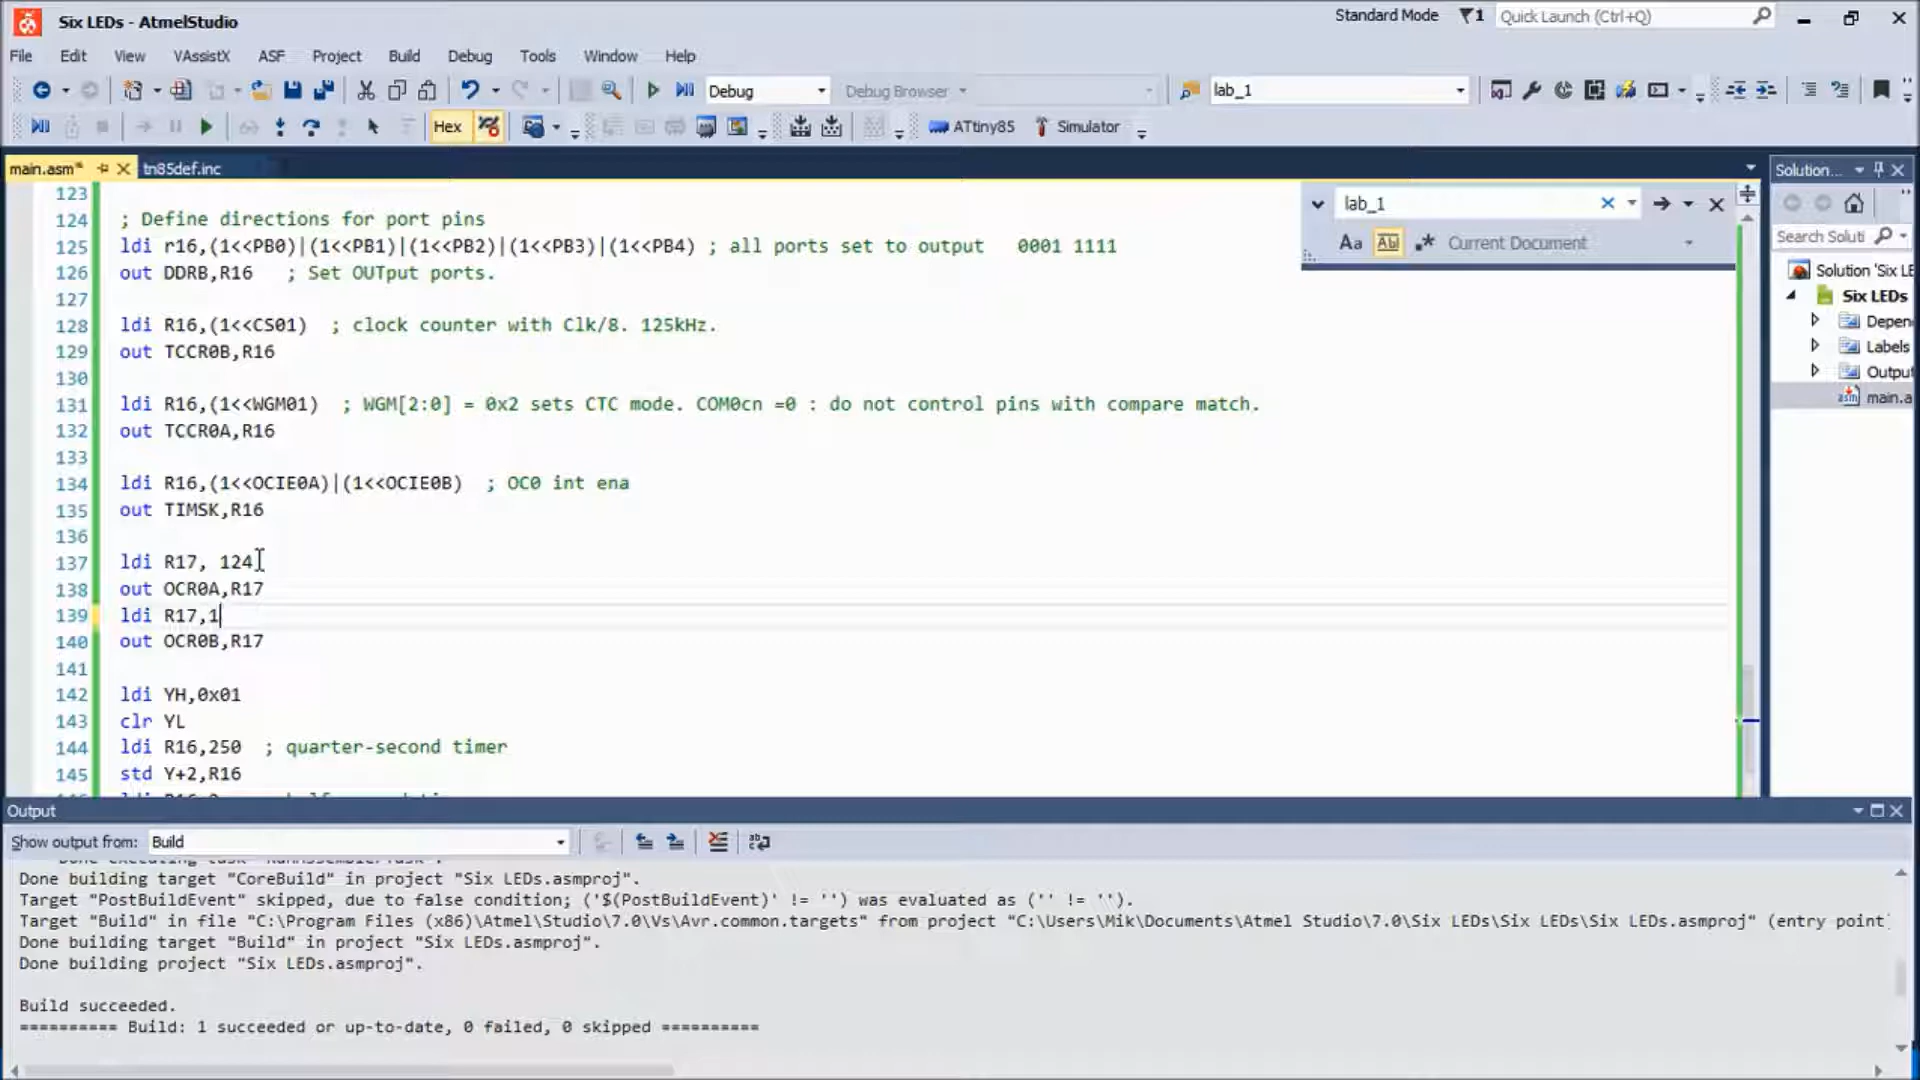 Six LEDs - AtmelStudio
Standard Mode
1
Quick Launch (Ctrl+Q)
File Edit View VAssistX ASF Project Build Debug Tools Window Help
Debug
Debug Browser
lab_1
Hex
ATtiny85
Simulator
main.asm*
tn85def.inc
123
124 ; Define directions for port pins
125 ldi r16,(1<<PB0)|(1<<PB1)|(1<<PB2)|(1<<PB3)|(1<<PB4) ; all ports set to output 0001 1111
126 out DDRB,R16 ; Set OUTput ports.
127
128 ldi R16,(1<<CS01) ; clock counter with Clk/8. 125kHz.
129 out TCCR0B,R16
130
131 ldi R16,(1<<WGM01) ; WGM[2:0] = 0x2 sets CTC mode. COM0cn =0 : do not control pins with compare match.
132 out TCCR0A,R16
133
134 ldi R16,(1<<OCIE0A)|(1<<OCIE0B) ; OC0 int ena
135 out TIMSK,R16
136
137 ldi R17, 124
138 out OCR0A,R17
139 ldi R17,1
140 out OCR0B,R17
141
142 ldi YH,0x01
143 clr YL
144 ldi R16,250 ; quarter-second timer
145 std Y+2,R16
lab_1
Aa Ab .* Current Document
Solution...
Search Soluti
Solution 'Six LE
Six LEDs
Depen
Labels
Output
main.a
Output
Show output from: Build
Done building target "CoreBuild" in project "Six LEDs.asmproj".
Target "PostBuildEvent" skipped, due to false condition; ('$(PostBuildEvent)' != '') was evaluated as ('' != '').
Target "Build" in file "C:\Program Files (x86)\Atmel\Studio\7.0\Vs\Avr.common.targets" from project "C:\Users\Mik\Documents\Atmel Studio\7.0\Six LEDs\Six LEDs\Six LEDs.asmproj" (entry point
Done building target "Build" in project "Six LEDs.asmproj".
Done building project "Six LEDs.asmproj".
Build succeeded.
========== Build: 1 succeeded or up-to-date, 0 failed, 0 skipped ==========